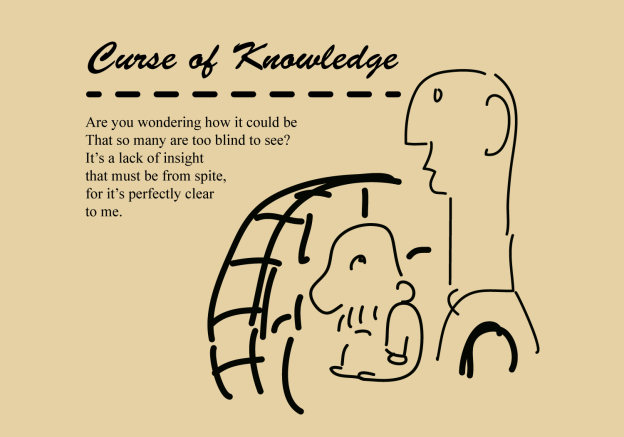 Curse of Knowledge
Are you wondering how it could be
That so many are too blind to see?
It's a lack of insight
that must be from spite,
for it's perfectly clear
to me.